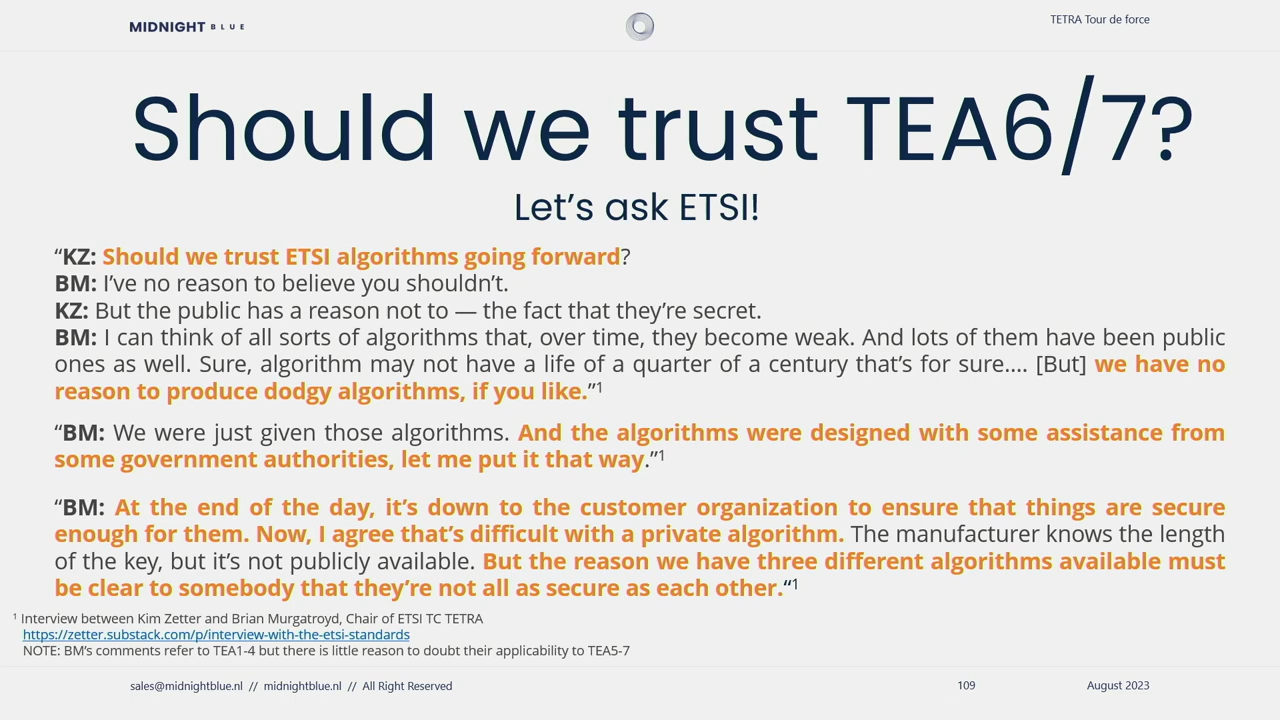 MIDNIGHT BLUE
TETRA Tour de force
Should we trust TEA6/7?
Let’s ask ETSI!
“KZ: Should we trust ETSI algorithms going forward?
BM: I’ve no reason to believe you shouldn’t.
KZ: But the public has a reason not to — the fact that they’re secret.
BM: I can think of all sorts of algorithms that, over time, they become weak. And lots of them have been public
ones as well. Sure, algorithm may not have a life of a quarter of a century that’s for sure…. [But] we have no
reason to produce dodgy algorithms, if you like.”¹
“BM: We were just given those algorithms. And the algorithms were designed with some assistance from
some government authorities, let me put it that way.”¹
“BM: At the end of the day, it’s down to the customer organization to ensure that things are secure
enough for them. Now, I agree that’s difficult with a private algorithm. The manufacturer knows the length
of the key, but it’s not publicly available. But the reason we have three different algorithms available must
be clear to somebody that they’re not all as secure as each other.“¹
¹ Interview between Kim Zetter and Brian Murgatroyd, Chair of ETSI TC TETRA
https://zetter.substack.com/p/interview-with-the-etsi-standards
NOTE: BM’s comments refer to TEA1-4 but there is little reason to doubt their applicability to TEA5-7
sales@midnightblue.nl // midnightblue.nl // All Right Reserved
109
August 2023